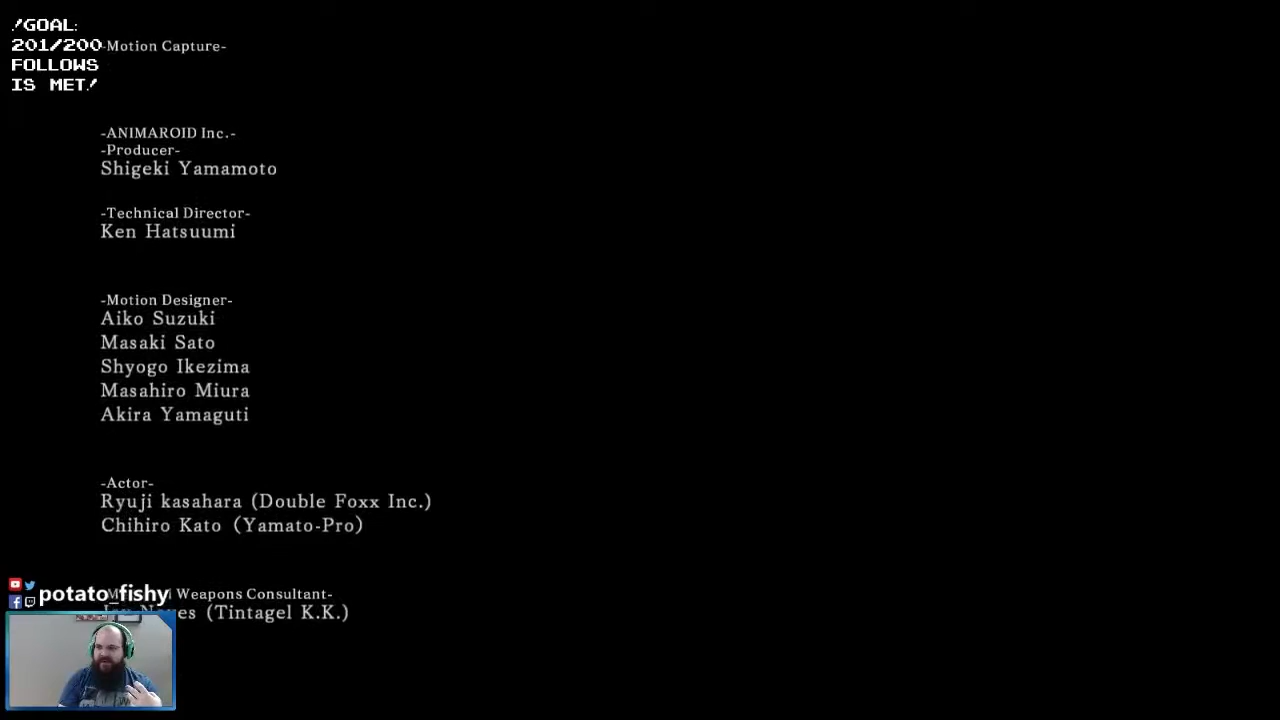 ./GOAL:
201/200
FOLLOWS
IS MET./
-Motion Capture-
-ANIMAROID Inc.-
-Producer-
Shigeki Yamamoto
-Technical Director-
Ken Hatsuumi
-Motion Designer-
Aiko Suzuki
Masaki Sato
Shyogo Ikezima
Masahiro Miura
Akira Yamaguti
-Actor-
Ryuji kasahara (Double Foxx Inc.)
Chihiro Kato (Yamato-Pro)
Weapons Consultant-
(Tintagel K.K.)
potato_fishy